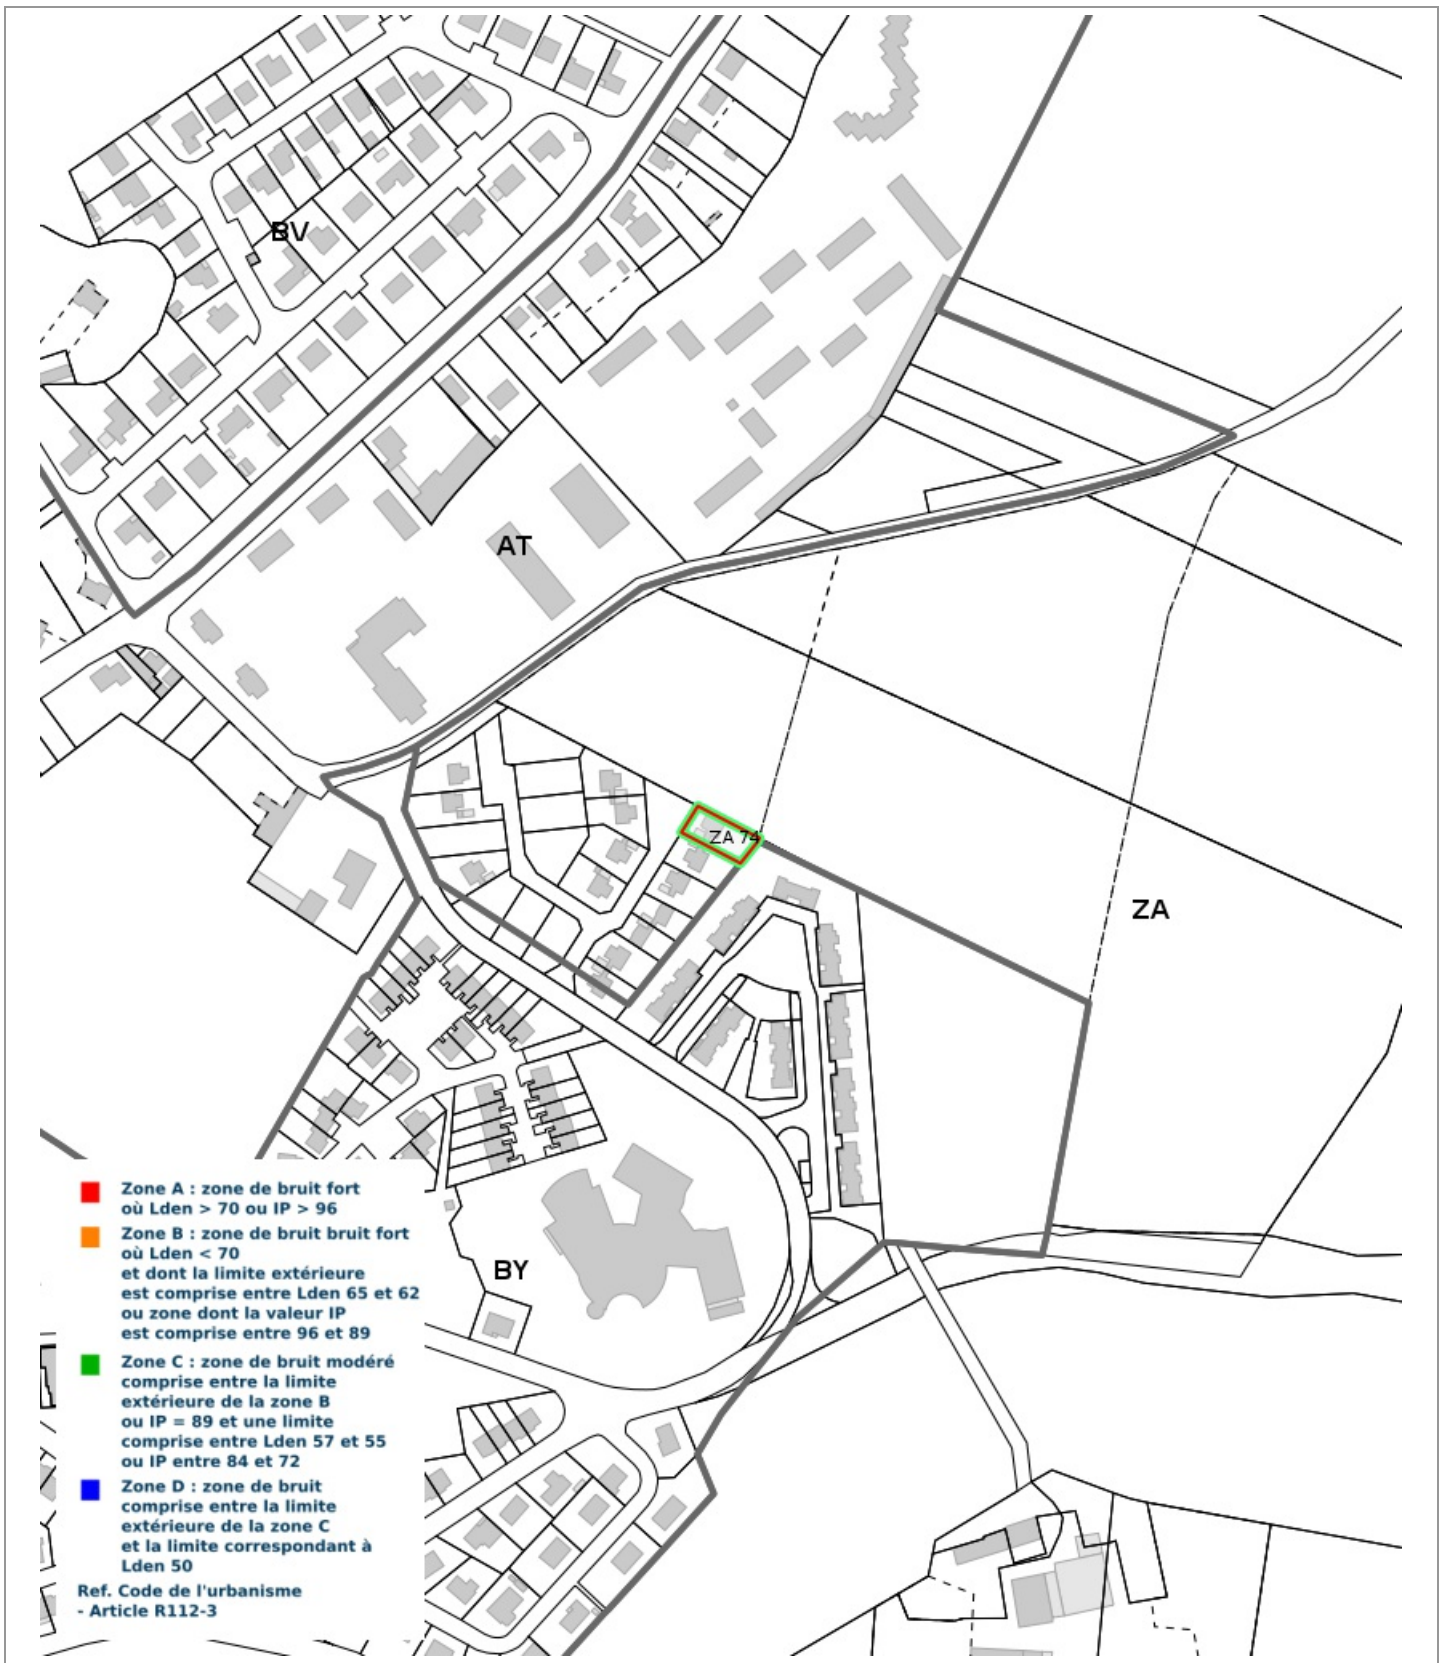 BV
AT
ZA 74
ZA
BY
Zone A : zone de bruit fort
où Lden > 70 ou IP > 96
Zone B : zone de bruit bruit fort
où Lden < 70
et dont la limite extérieure
est comprise entre Lden 65 et 62
ou zone dont la valeur IP
est comprise entre 96 et 89
Zone C : zone de bruit modéré
comprise entre la limite
extérieure de la zone B
ou IP = 89 et une limite
comprise entre Lden 57 et 55
ou IP entre 84 et 72
Zone D : zone de bruit
comprise entre la limite
extérieure de la zone C
et la limite correspondant à
Lden 50
Ref. Code de l'urbanisme
- Article R112-3